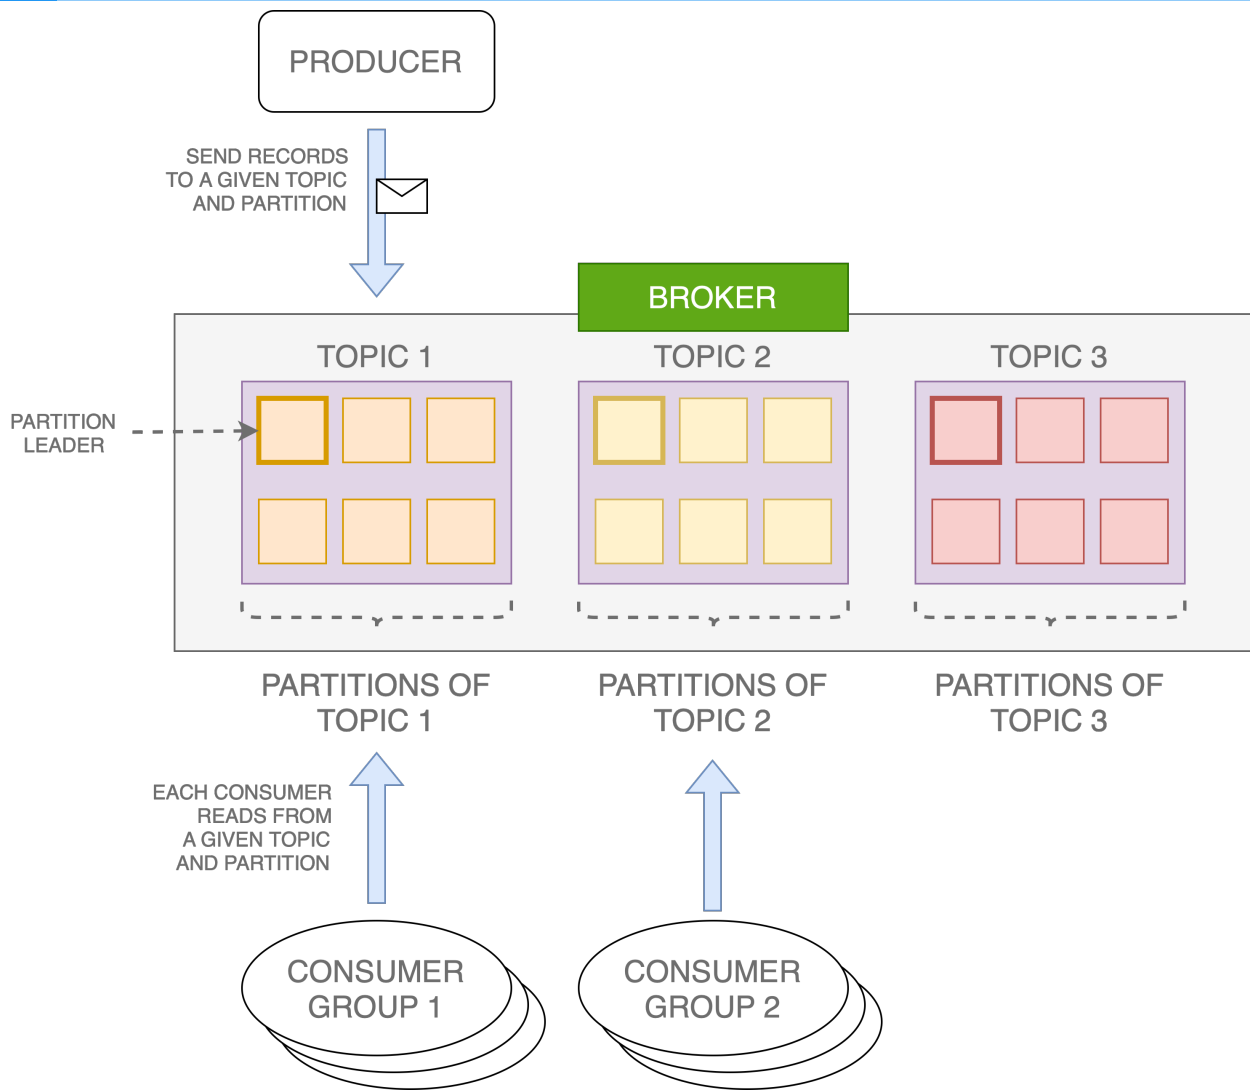 PRODUCER
SEND RECORDS
TO A GIVEN TOPIC
AND PARTITION
BROKER
TOPIC 1
TOPIC 2
TOPIC 3
PARTITION
LEADER
PARTITIONS OF
TOPIC 1
PARTITIONS OF
TOPIC 2
PARTITIONS OF
TOPIC 3
EACH CONSUMER
READS FROM
A GIVEN TOPIC
AND PARTITION
CONSUMER
GROUP 1
CONSUMER
GROUP 2